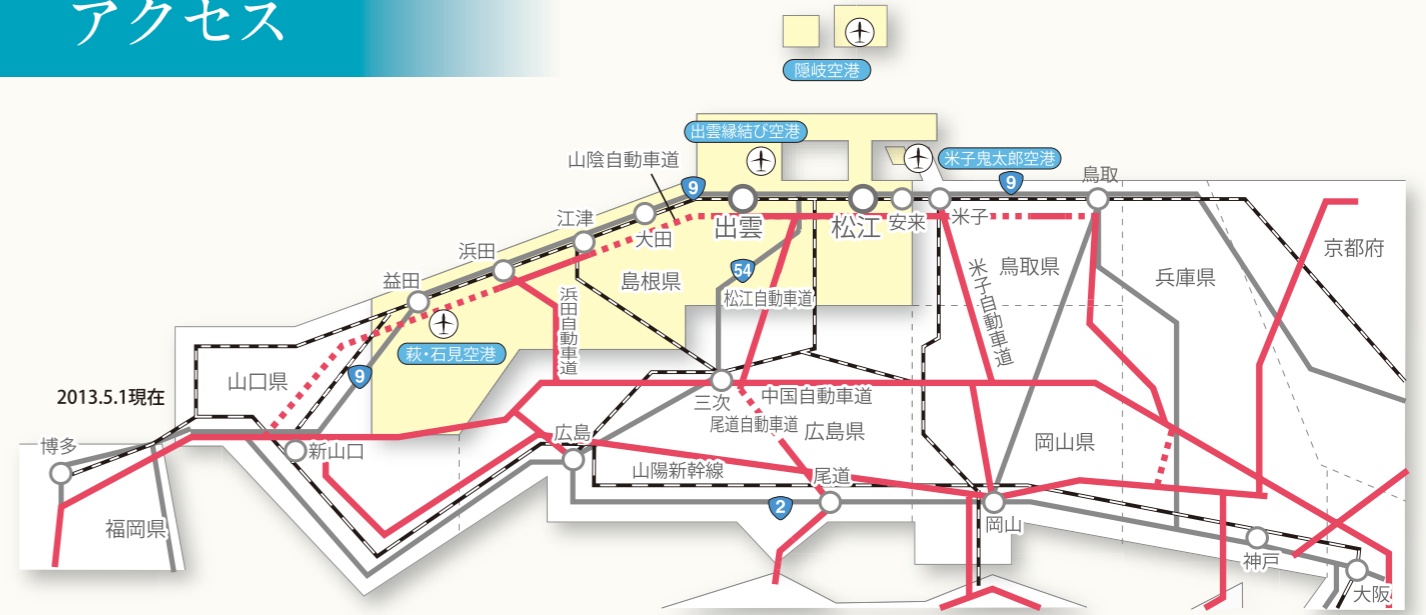 アクセス
隠岐空港
出雲縁結び空港
米子鬼太郎空港
山陰自動車道
9
9
鳥取
江津
大田
出雲
松江
安来
米子
浜田
京都府
益田
島根県
54
鳥取県
兵庫県
浜田自動車道
松江自動車道
米子自動車道
萩・石見空港
山口県
9
2013.5.1現在
三次
中国自動車道
尾道自動車道
広島県
岡山県
博多
新山口
広島
山陽新幹線
尾道
2
岡山
福岡県
神戸
大阪